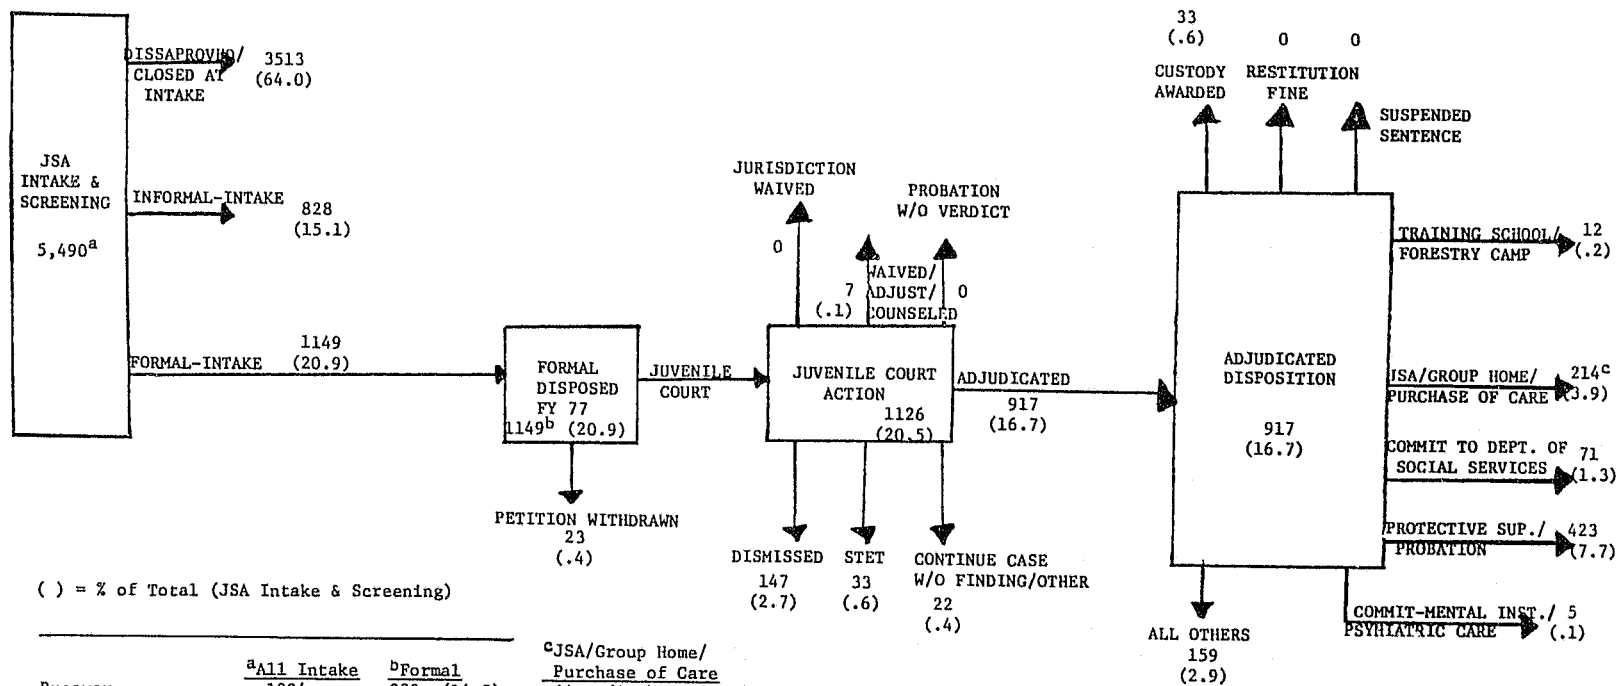 JSA
INTAKE &
SCREENING
5,490a
DISSAPROVED/
CLOSED AT
INTAKE
3513
(64.0)
INFORMAL-INTAKE
828
(15.1)
FORMAL-INTAKE
1149
(20.9)
FORMAL
DISPOSED
FY 77
1149b (20.9)
PETITION WITHDRAWN
23
(.4)
JUVENILE
COURT
JURISDICTION
WAIVED
0
7
(.1)
WAIVED/
ADJUST/
COUNSELED
PROBATION
W/O VERDICT
0
JUVENILE COURT
ACTION
1126
(20.5)
DISMISSED
147
(2.7)
STET
33
(.6)
CONTINUE CASE
W/O FINDING/OTHER
22
(.4)
ADJUDICATED
917
(16.7)
33
(.6)
CUSTODY
AWARDED
0
RESTITUTION
FINE
0
SUSPENDED
SENTENCE
ADJUDICATED
DISPOSITION
917
(16.7)
TRAINING SCHOOL/
FORESTRY CAMP
12
(.2)
JSA/GROUP HOME/
PURCHASE OF CARE
214c
(3.9)
COMMIT TO DEPT. OF
SOCIAL SERVICES
71
(1.3)
PROTECTIVE SUP./
PROBATION
423
(7.7)
COMMIT-MENTAL INST./
PSYHIATRIC CARE
5
(.1)
ALL OTHERS
159
(2.9)
( ) = % of Total (JSA Intake & Screening)
aAll Intake
bFormal
cJSA/Group Home/
Purchase of Care